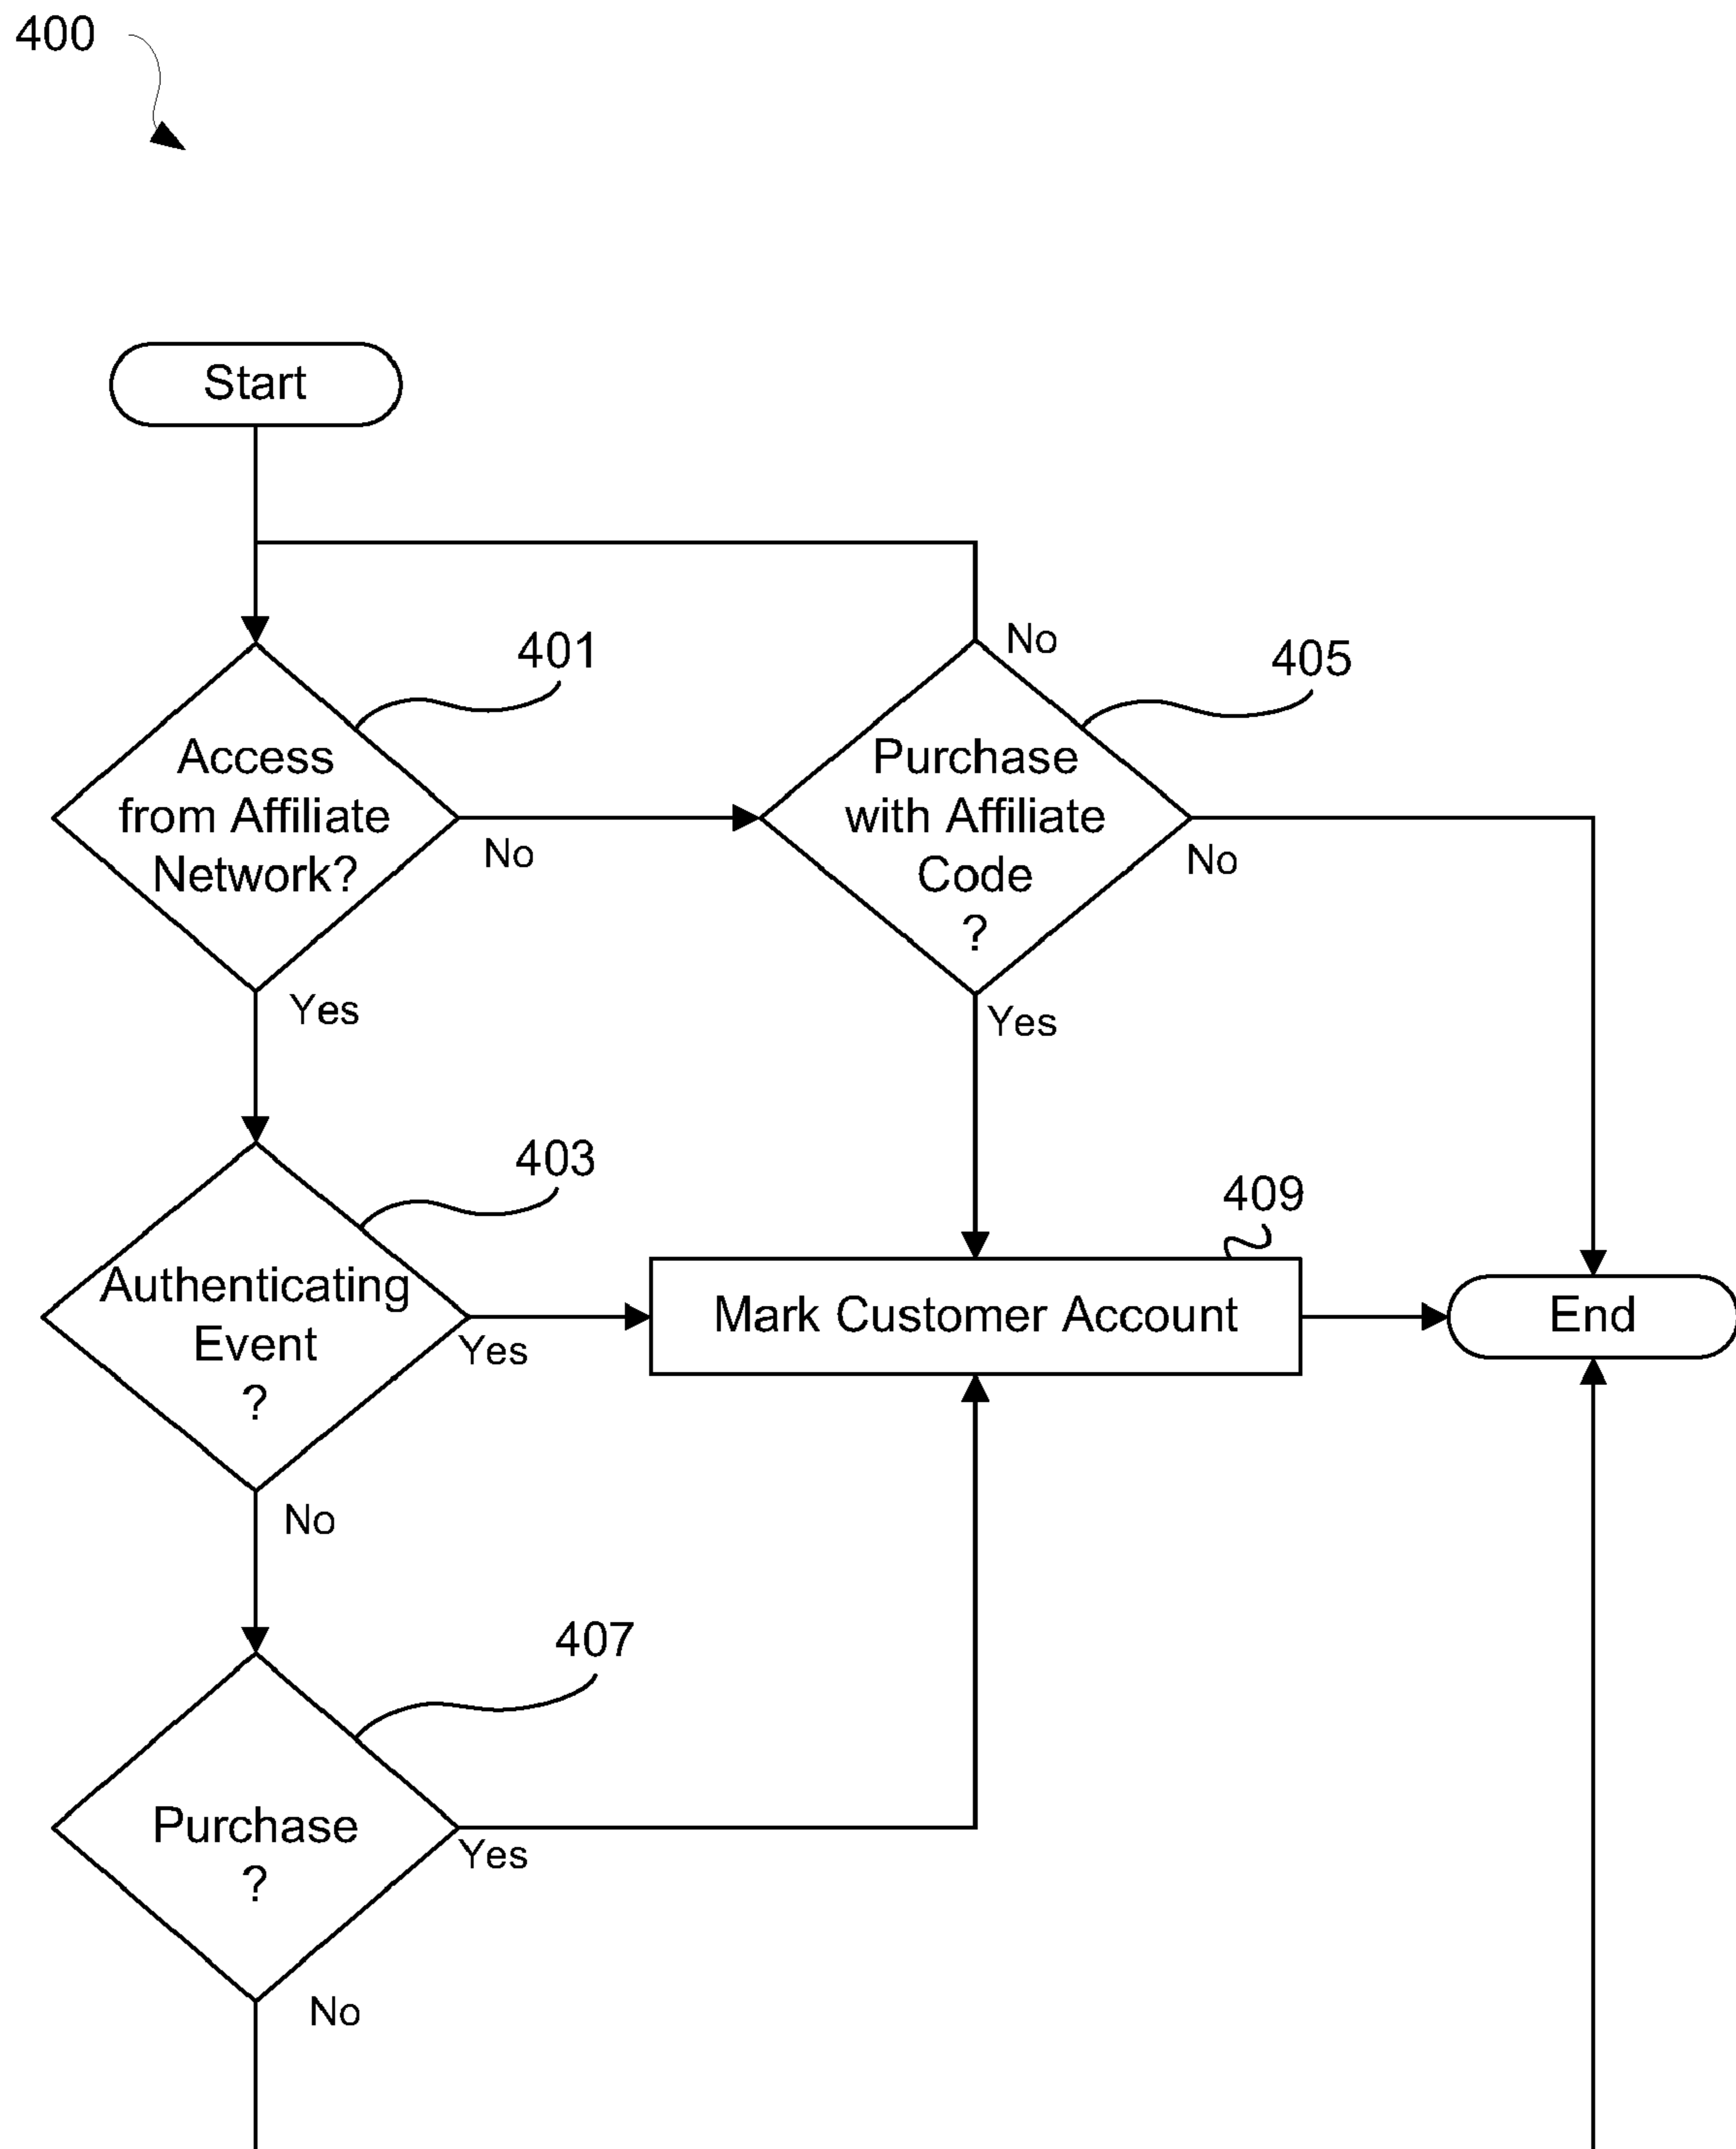 400
Start
401
Access
from Affiliate
Network?
No
Yes
No
405
Purchase
with Affiliate
Code
?
No
Yes
403
Authenticating
Event
?
Yes
No
409
Mark Customer Account
End
407
Purchase
?
Yes
No